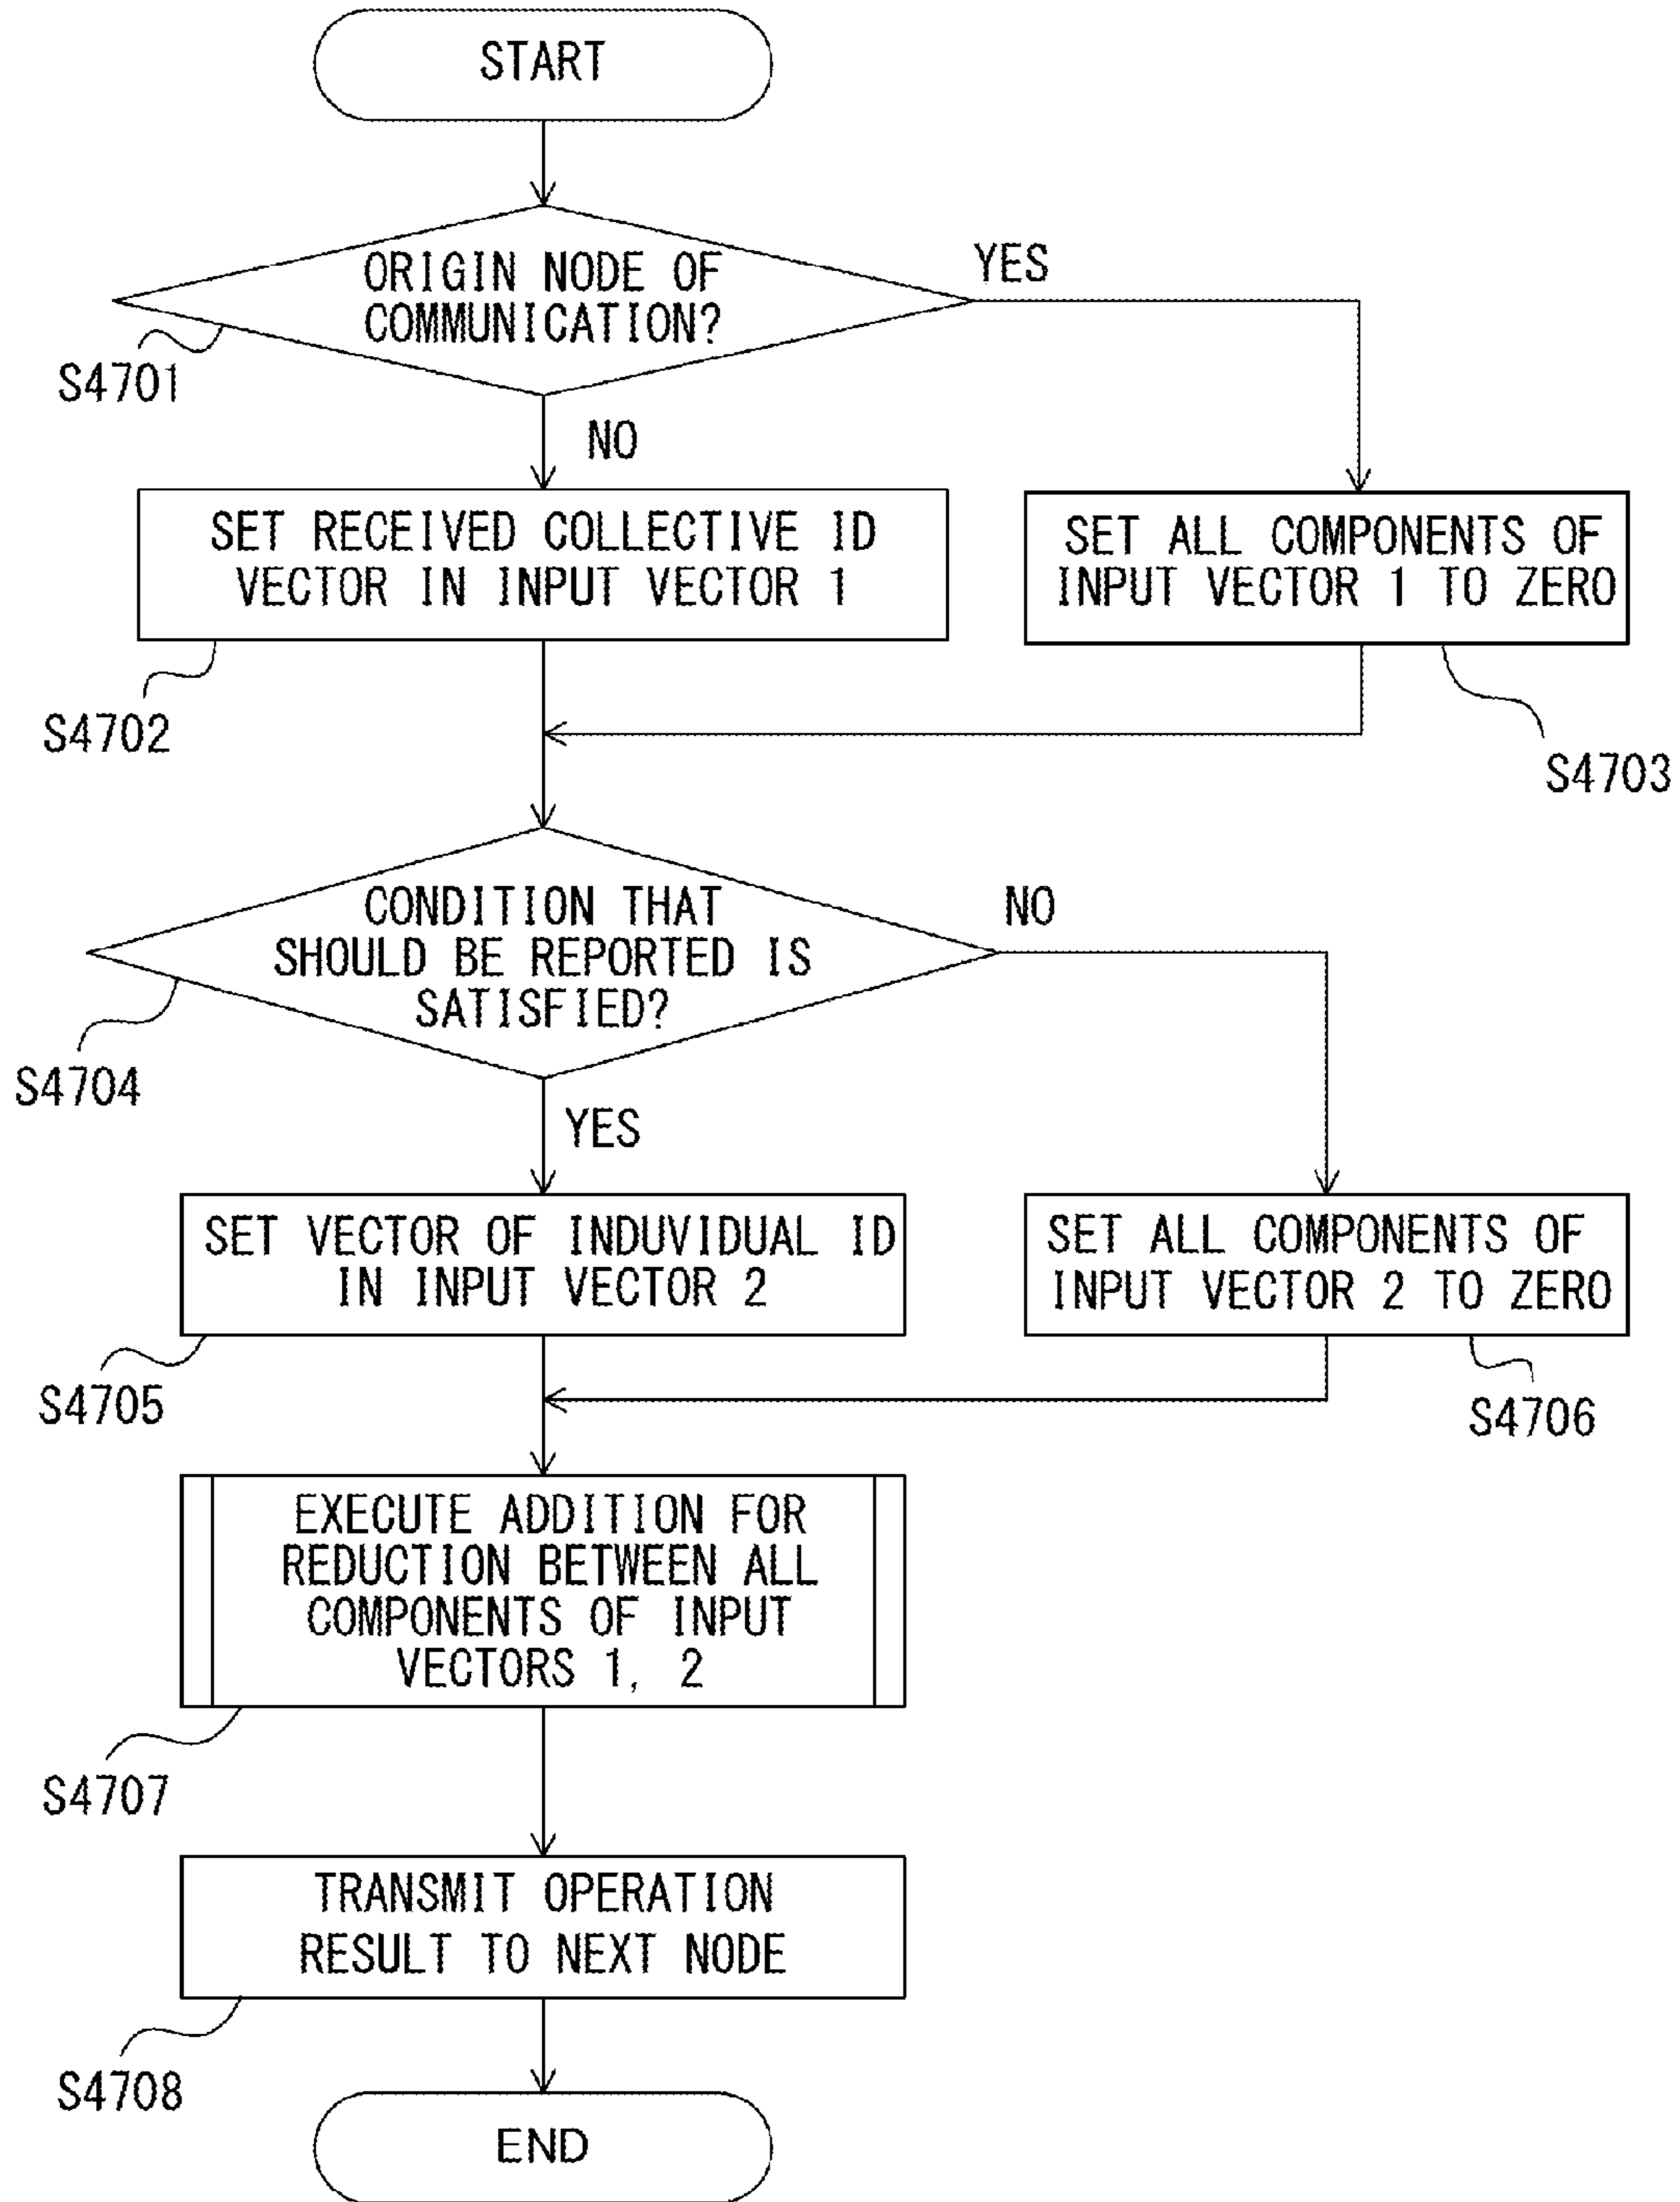 START
ORIGIN NODE OF
COMMUNICATION?
YES
S4701
NO
SET RECEIVED COLLECTIVE ID
VECTOR IN INPUT VECTOR 1
SET ALL COMPONENTS OF
INPUT VECTOR 1 TO ZERO
S4702
S4703
CONDITION THAT
SHOULD BE REPORTED IS
SATISFIED?
NO
S4704
YES
SET VECTOR OF INDUVIDUAL ID
IN INPUT VECTOR 2
SET ALL COMPONENTS OF
INPUT VECTOR 2 TO ZERO
S4705
S4706
EXECUTE ADDITION FOR
REDUCTION BETWEEN ALL
COMPONENTS OF INPUT
VECTORS 1, 2
S4707
TRANSMIT OPERATION
RESULT TO NEXT NODE
S4708
END